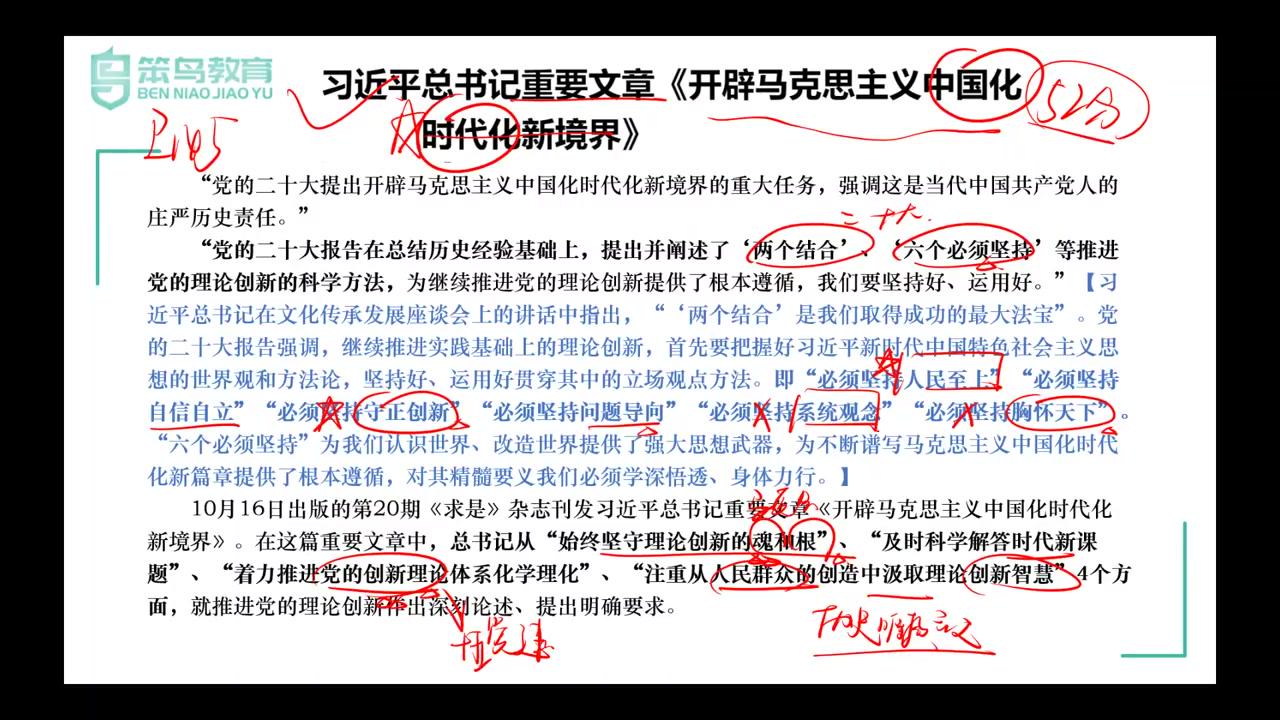 笨鸟教育
BEN NIAO JIAO YU
习近平总书记重要文章《开辟马克思主义中国化
时代化新境界》
“党的二十大提出开辟马克思主义中国化时代化新境界的重大任务，强调这是当代中国共产党人的
庄严历史责任。”
二十大.
“党的二十大报告在总结历史经验基础上，提出并阐述了‘两个结合’、‘六个必须坚持’等推进
党的理论创新的科学方法，为继续推进党的理论创新提供了根本遵循，我们要坚持好、运用好。”【习
近平总书记在文化传承发展座谈会上的讲话中指出，“‘两个结合’是我们取得成功的最大法宝”。党
的二十大报告强调，继续推进实践基础上的理论创新，首先要把握好习近平新时代中国特色社会主义思
想的世界观和方法论，坚持好、运用好贯穿其中的立场观点方法。即“必须坚持人民至上”“必须坚持
自信自立”“必须坚持守正创新”“必须坚持问题导向”“必须坚持系统观念”“必须坚持胸怀天下”。
“六个必须坚持”为我们认识世界、改造世界提供了强大思想武器，为不断谱写马克思主义中国化时代
化新篇章提供了根本遵循，对其精髓要义我们必须学深悟透、身体力行。】
10月16日出版的第20期《求是》杂志刊发习近平总书记重要文章《开辟马克思主义中国化时代化
新境界》。在这篇重要文章中，总书记从“始终坚守理论创新的魂和根”、“及时科学解答时代新课
题”、“着力推进党的创新理论体系化学理化”、“注重从人民群众的创造中汲取理论创新智慧”4个方
面，就推进党的理论创新作出深刻论述、提出明确要求。